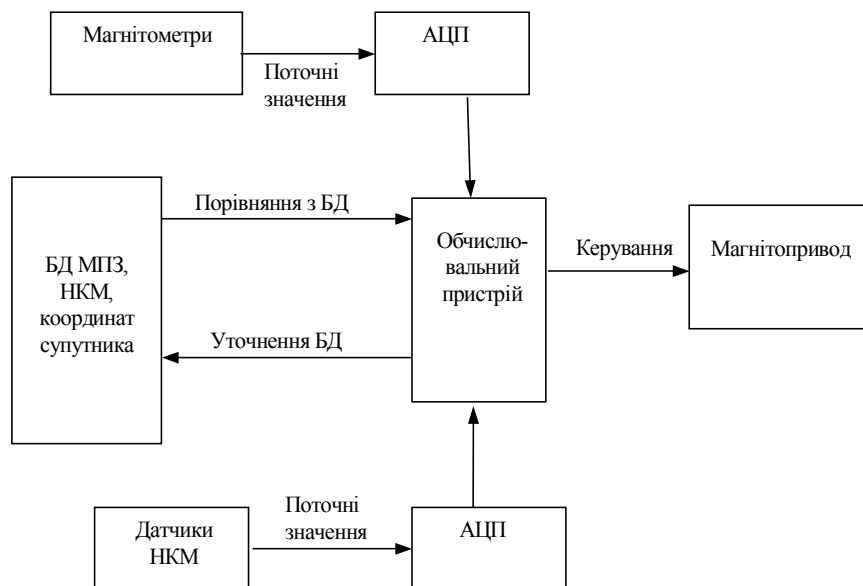 Магнітометри
АЦП
Поточні
значення
Порівняння з БД
БД МПЗ,
НКМ,
координат
супутника
Обчислю-
вальний
пристрій
Керування
Магнітопривод
Уточнення БД
Датчики
НКМ
Поточні
значення
АЦП